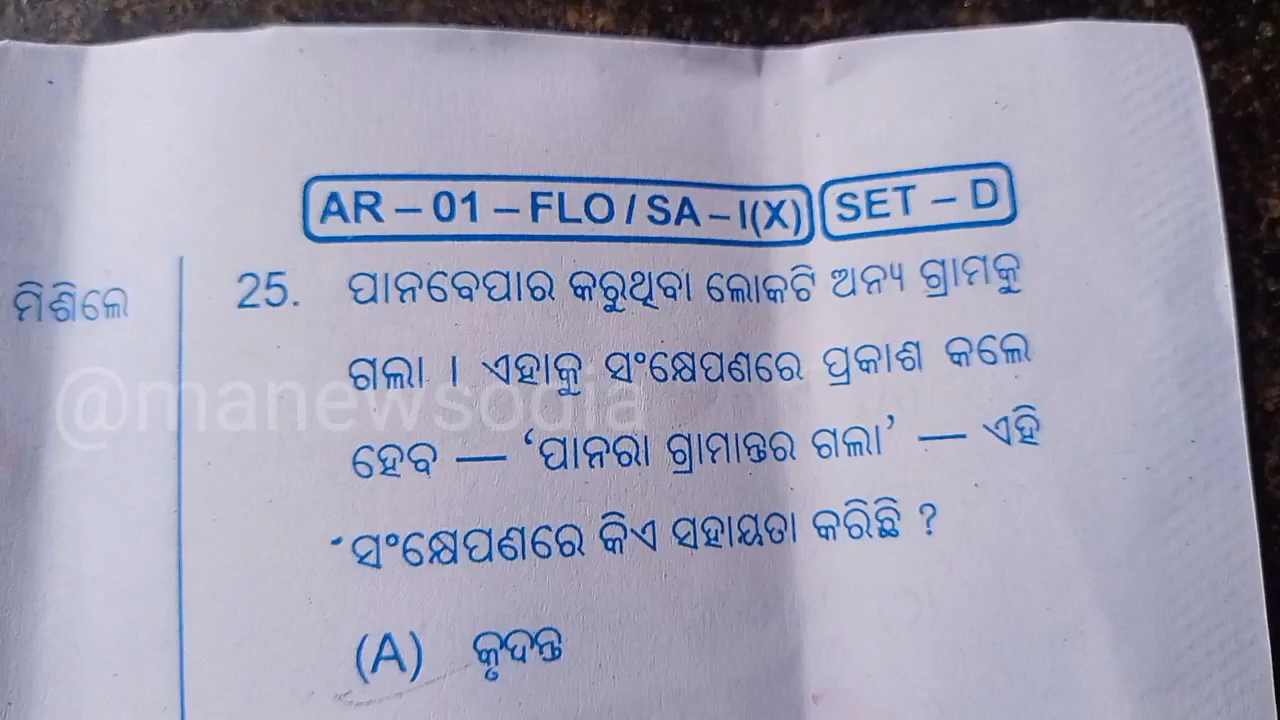 AR – 01 – FLO / SA – I(X) SET – D
ମିଶିଲେ
25. ପାନବେପାର କରୁଥିବା ଲୋକଟି ଅନ୍ୟ ଗ୍ରାମକୁ
ଗଲା । ଏହାକୁ ସଂକ୍ଷେପଣରେ ପ୍ରକାଶ କଲେ
@manewsodia
ହେବ — ‘ପାନରା ଗ୍ରାମାନ୍ତର ଗଲା’ — ଏହି
ସଂକ୍ଷେପଣରେ କିଏ ସହାୟତା କରିଛି ?
(A) କୃଦନ୍ତ